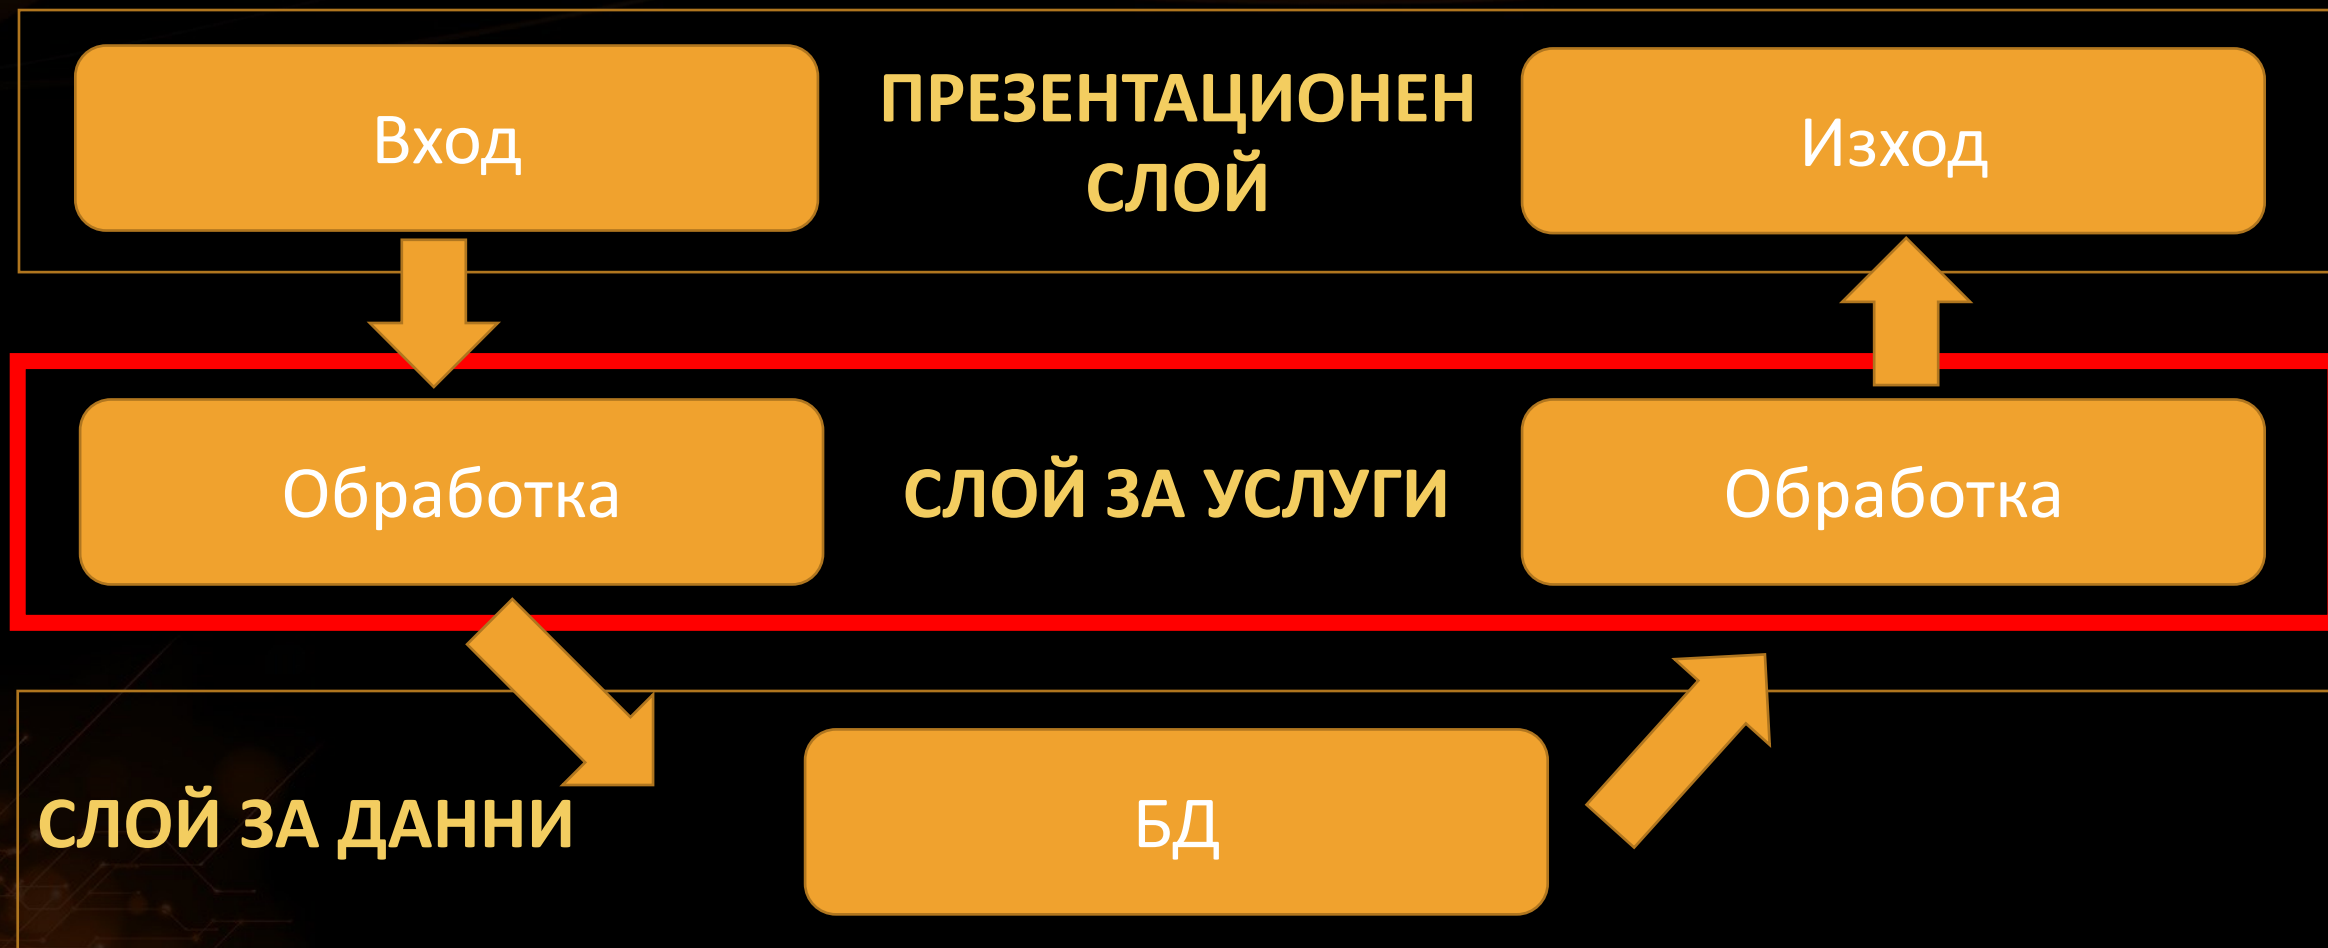 Вход
ПРЕЗЕНТАЦИОНЕН
СЛОЙ
Изход
Обработка
СЛОЙ ЗА УСЛУГИ
Обработка
СЛОЙ ЗА ДАННИ
БД